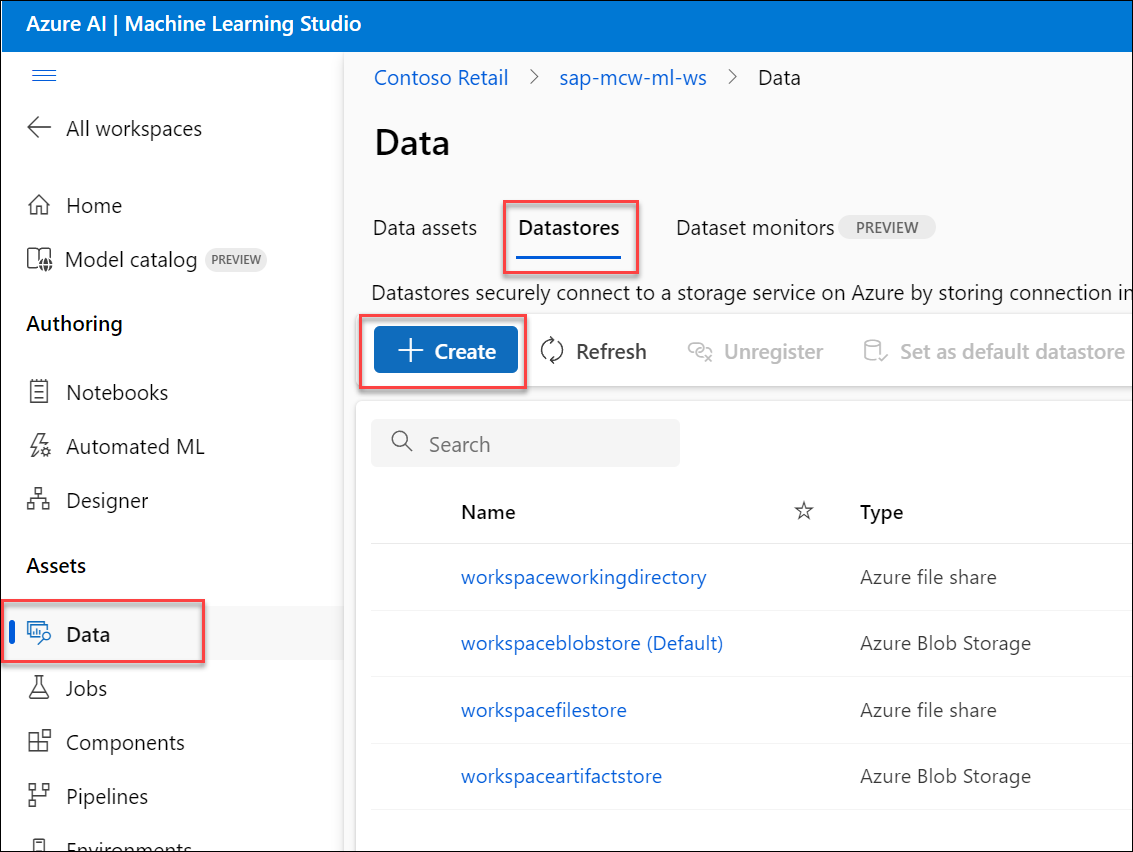 Azure AI | Machine Learning Studio
All workspaces
Home
Model catalog PREVIEW
Authoring
Notebooks
Automated ML
Designer
Assets
Data
Jobs
Components
Pipelines
Environments
Contoso Retail > sap-mcw-ml-ws > Data
Data
Data assets Datastores Dataset monitors PREVIEW
Datastores securely connect to a storage service on Azure by storing connection in
Create Refresh Unregister Set as default datastore
Search
Name Type
workspaceworkingdirectory Azure file share
workspaceblobstore (Default) Azure Blob Storage
workspacefilestore Azure file share
workspaceartifactstore Azure Blob Storage